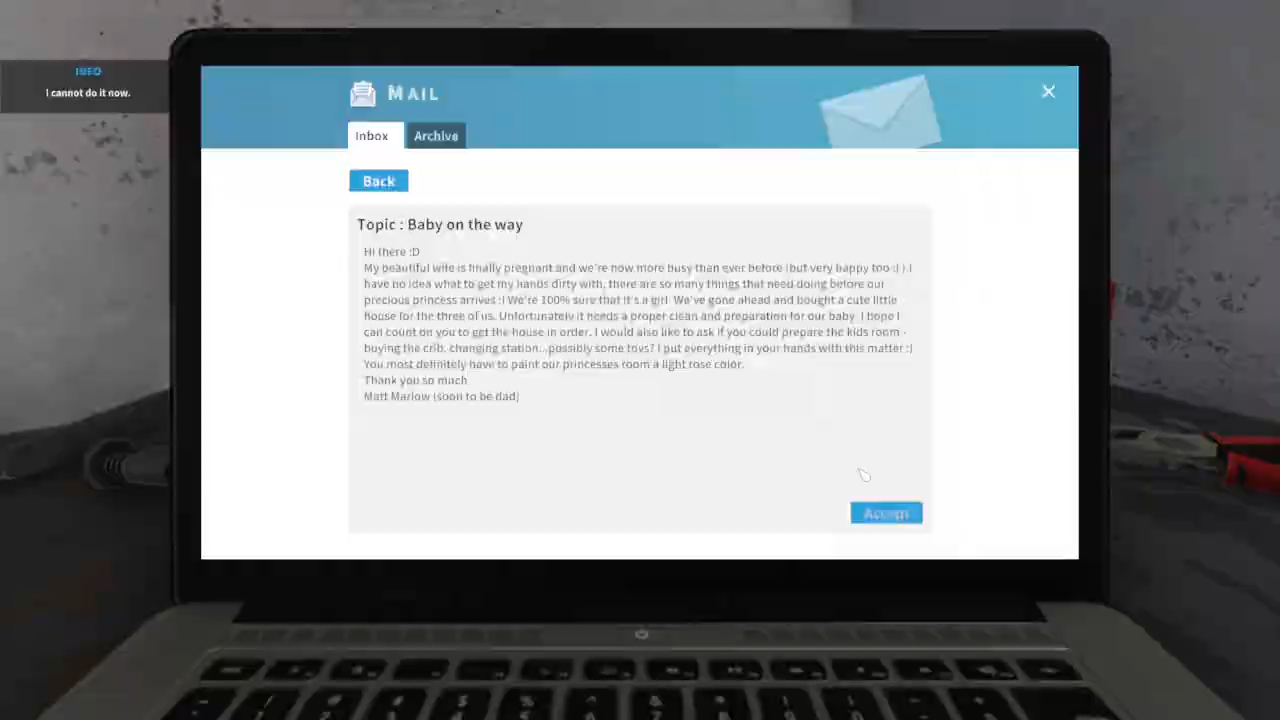 INFO
I cannot do it now.
MAIL
Inbox
Archive
Back
Topic : Baby on the way
Hi there :D
My beautiful wife is finally pregnant and we're now more busy than ever before (but very happy too :) ) I
have no idea what to get my hands dirty with, there are so many things that need doing before our
precious princess arrives :) We're 100% sure that it's a girl. We've gone ahead and bought a cute little
house for the three of us. Unfortunately it needs a proper clean and preparation for our baby. I hope I
can count on you to get the house in order. I would also like to ask if you could prepare the kids room -
buying the crib, changing station...possibly some toys? I put everything in your hands with this matter :)
You most definitely have to paint our princesses room a light rose color.
Thank you so much
Matt Marlow (soon to be dad)
Accept